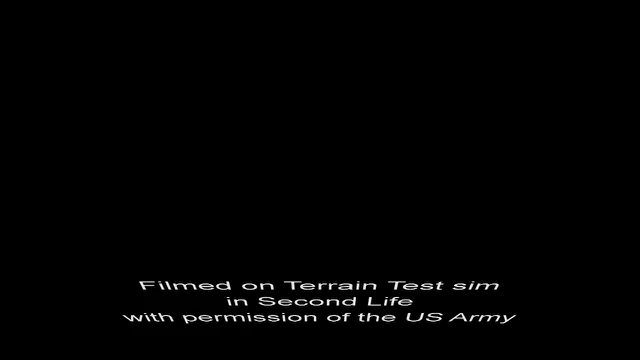 Filmed on Terrain Test sim
in Second Life
with permission of the US Army